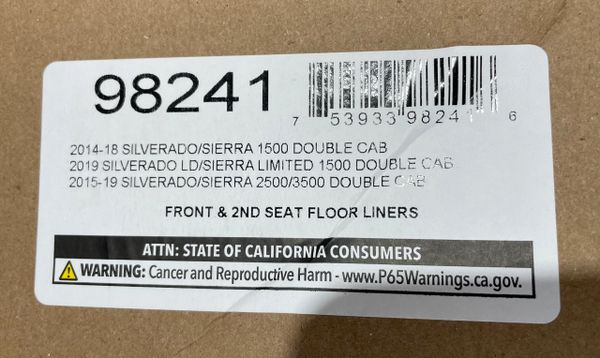 98241
7 53933 98241 6
2014-18 SILVERADO/SIERRA 1500 DOUBLE CAB
2019 SILVERADO LD/SIERRA LIMITED 1500 DOUBLE CAB
2015-19 SILVERADO/SIERRA 2500/3500 DOUBLE CAB
FRONT & 2ND SEAT FLOOR LINERS
ATTN: STATE OF CALIFORNIA CONSUMERS
WARNING: Cancer and Reproductive Harm - www.P65Warnings.ca.gov.